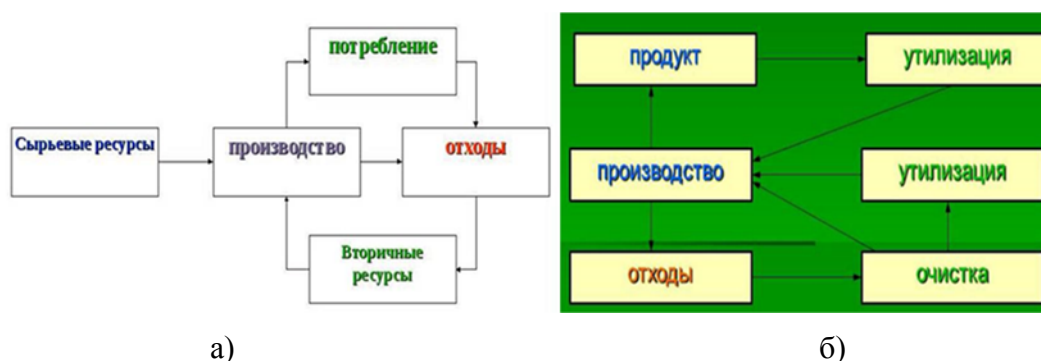 потребление
Сырьевые ресурсы
производство
отходы
Вторичные
ресурсы
а)
продукт
утилизация
производство
утилизация
отходы
очистка
б)